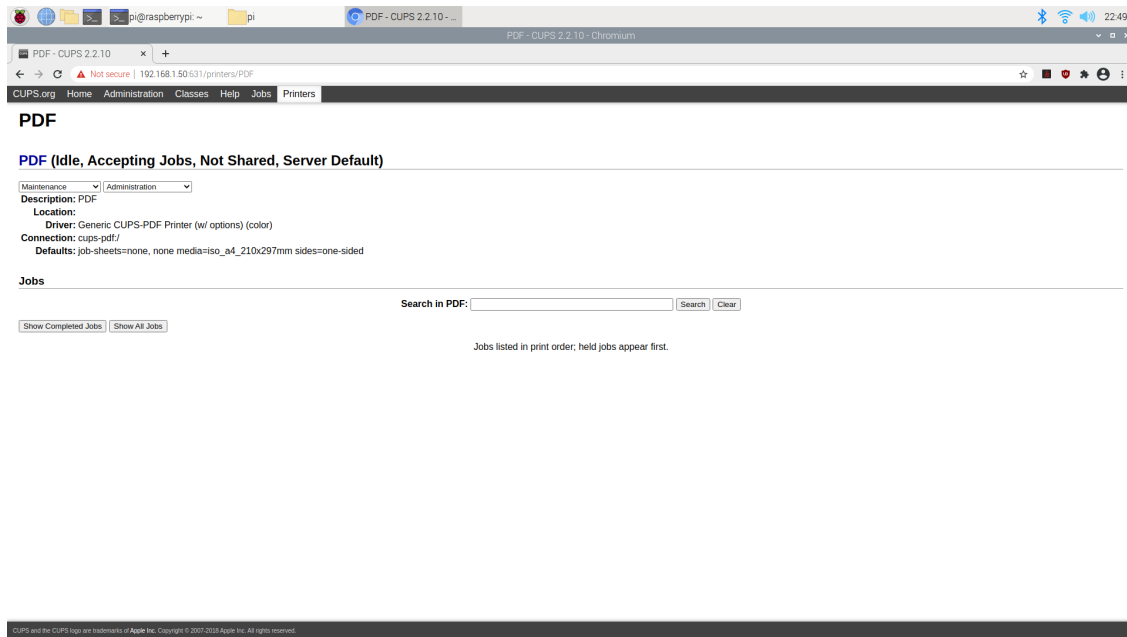 pi@raspberrypi: ~ pi PDF - CUPS 2.2.10 - ... 22:49
PDF - CUPS 2.2.10 - Chromium
PDF - CUPS 2.2.10 × +
Not secure | 192.168.1.50:631/printers/PDF
CUPS.org Home Administration Classes Help Jobs Printers
PDF
PDF (Idle, Accepting Jobs, Not Shared, Server Default)
Maintenance Administration
Description: PDF
Location:
Driver: Generic CUPS-PDF Printer (w/ options) (color)
Connection: cups-pdf:/
Defaults: job-sheets=none, none media=iso_a4_210x297mm sides=one-sided
Jobs
Search in PDF: Search Clear
Show Completed Jobs Show All Jobs
Jobs listed in print order; held jobs appear first.
CUPS and the CUPS logo are trademarks of Apple Inc. Copyright © 2007-2018 Apple Inc. All rights reserved.